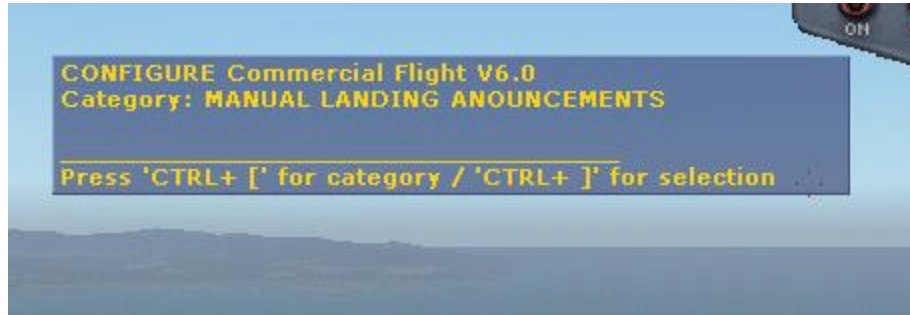 ON
CONFIGURE Commercial Flight V6.0
Category: MANUAL LANDING ANOUNCEMENTS
Press 'CTRL+ [' for category / 'CTRL+ ]' for selection